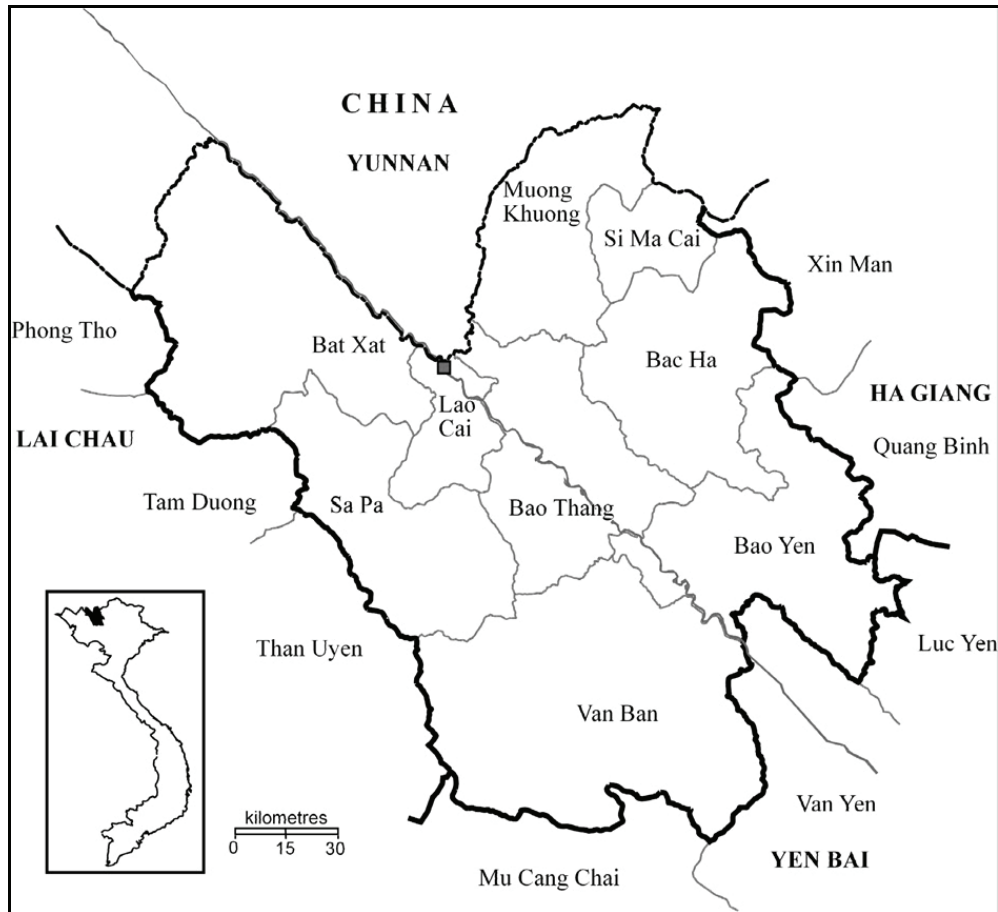 CHINA
YUNNAN
Muong
Khuong
Si Ma Cai
Xin Man
Phong Tho
Bat Xat
Bac Ha
HA GIANG
Lao
Cai
LAI CHAU
Quang Binh
Tam Duong
Sa Pa
Bao Thang
Bao Yen
Than Uyen
Luc Yen
Van Ban
Van Yen
kilometres
0 15 30
YEN BAI
Mu Cang Chai